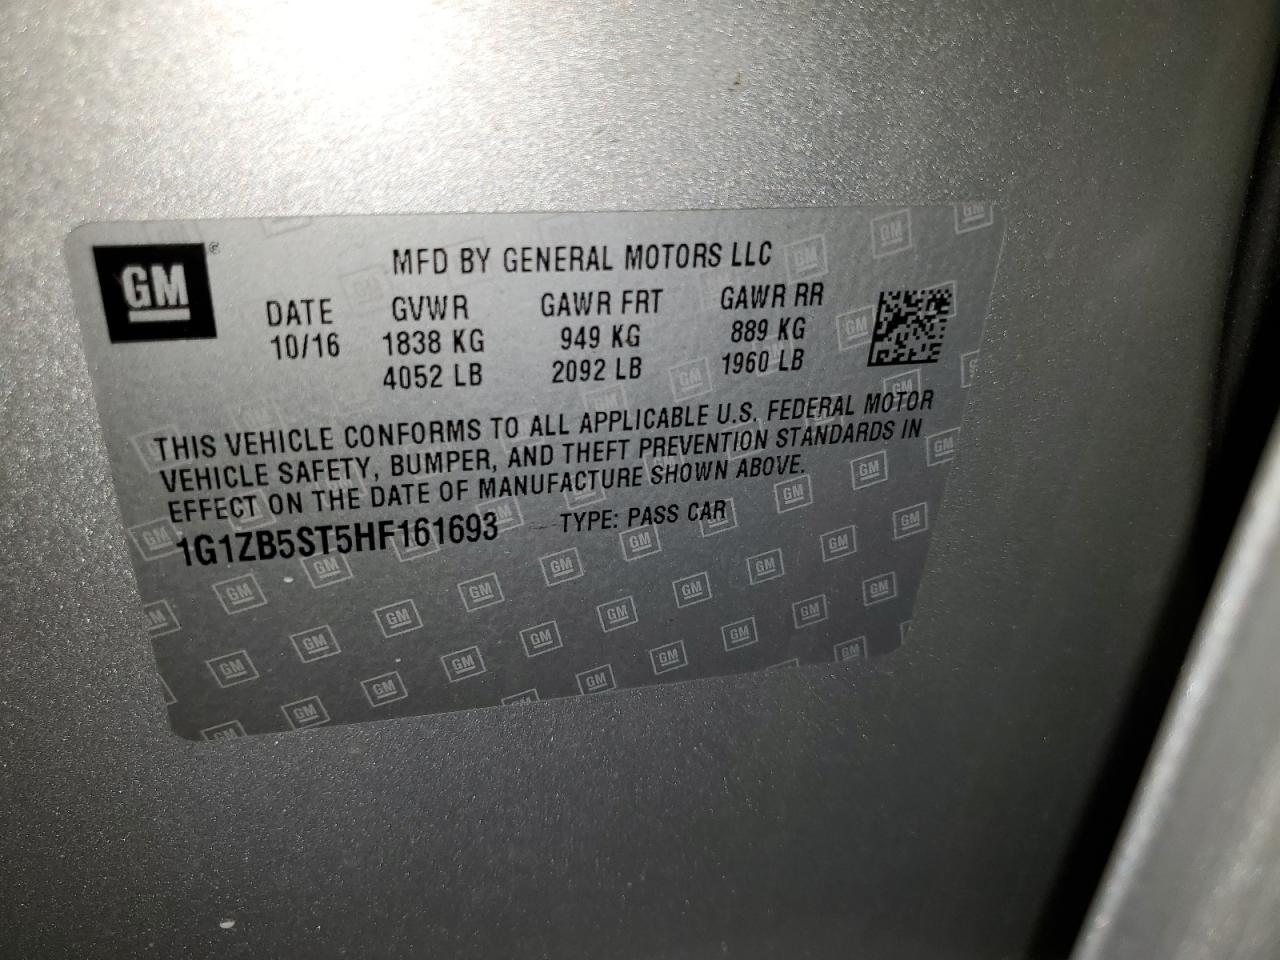 GM
MFD BY GENERAL MOTORS LLC
DATE GVWR GAWR FRT GAWR RR
10/16 1838 KG 949 KG 889 KG
4052 LB 2092 LB 1960 LB
THIS VEHICLE CONFORMS TO ALL APPLICABLE U.S. FEDERAL MOTOR
VEHICLE SAFETY, BUMPER, AND THEFT PREVENTION STANDARDS IN
EFFECT ON THE DATE OF MANUFACTURE SHOWN ABOVE.
1G1ZB5ST5HF161693 TYPE: PASS CAR